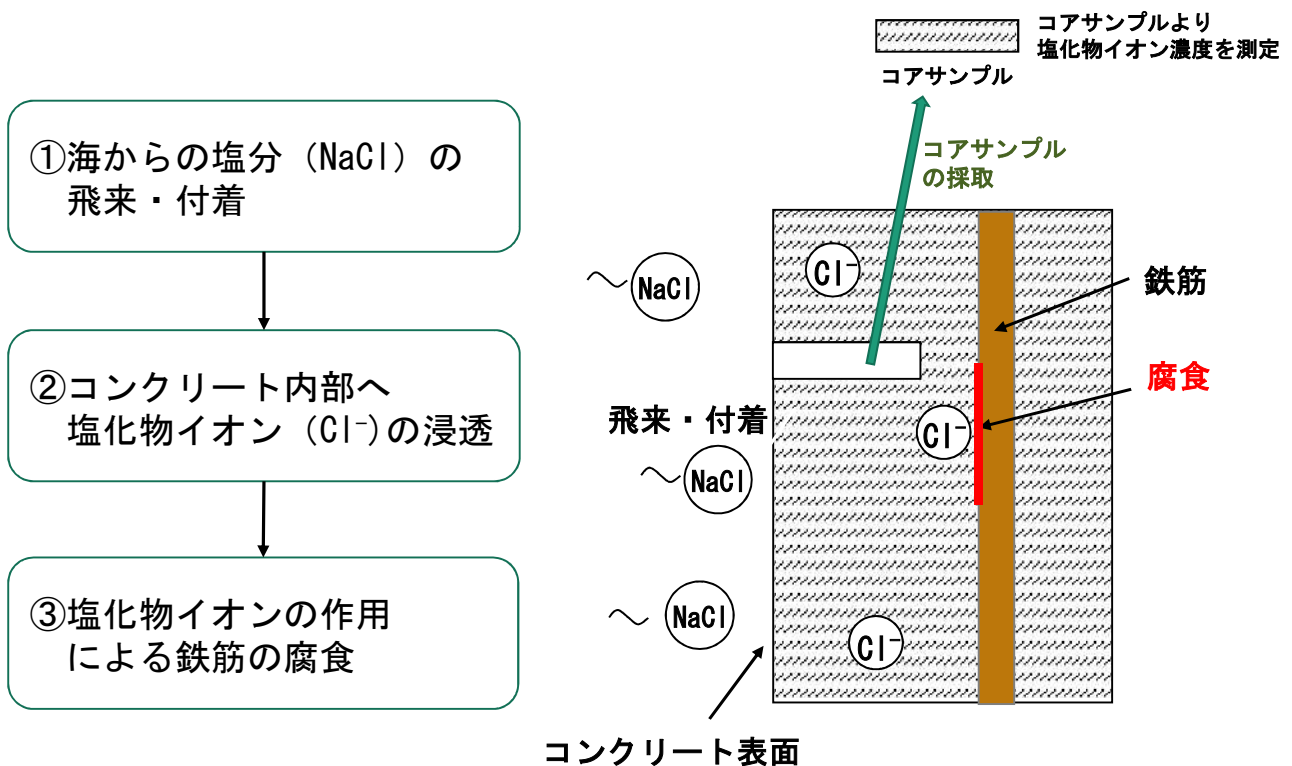 ①海からの塩分（NaCl）の
飛来・付着
②コンクリート内部へ
塩化物イオン（Cl⁻)の浸透
③塩化物イオンの作用
による鉄筋の腐食
コアサンプルより
塩化物イオン濃度を測定
コアサンプル
コアサンプル
の採取
Cl⁻
NaCl
鉄筋
腐食
飛来・付着
Cl⁻
NaCl
NaCl
Cl⁻
コンクリート表面